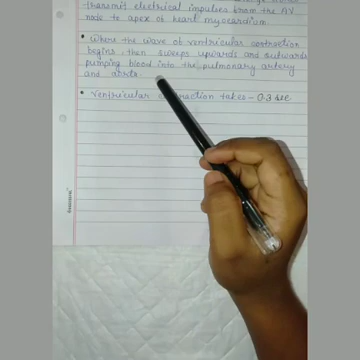 transmit electrical impulses from the AV
node to apex of heart myocardium.
• Where the wave of ventricular contraction
begins, then sweeps upwards and outwards
pumping blood into the pulmonary artery
and aorta.
• Ventricular contraction takes - 0.3 sec